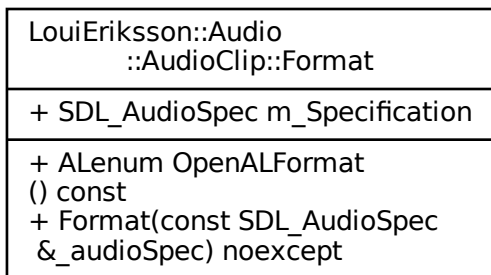 LouiEriksson::Audio
::AudioClip::Format
+ SDL_AudioSpec m_Specification
+ ALenum OpenALFormat
() const
+ Format(const SDL_AudioSpec
&_audioSpec) noexcept